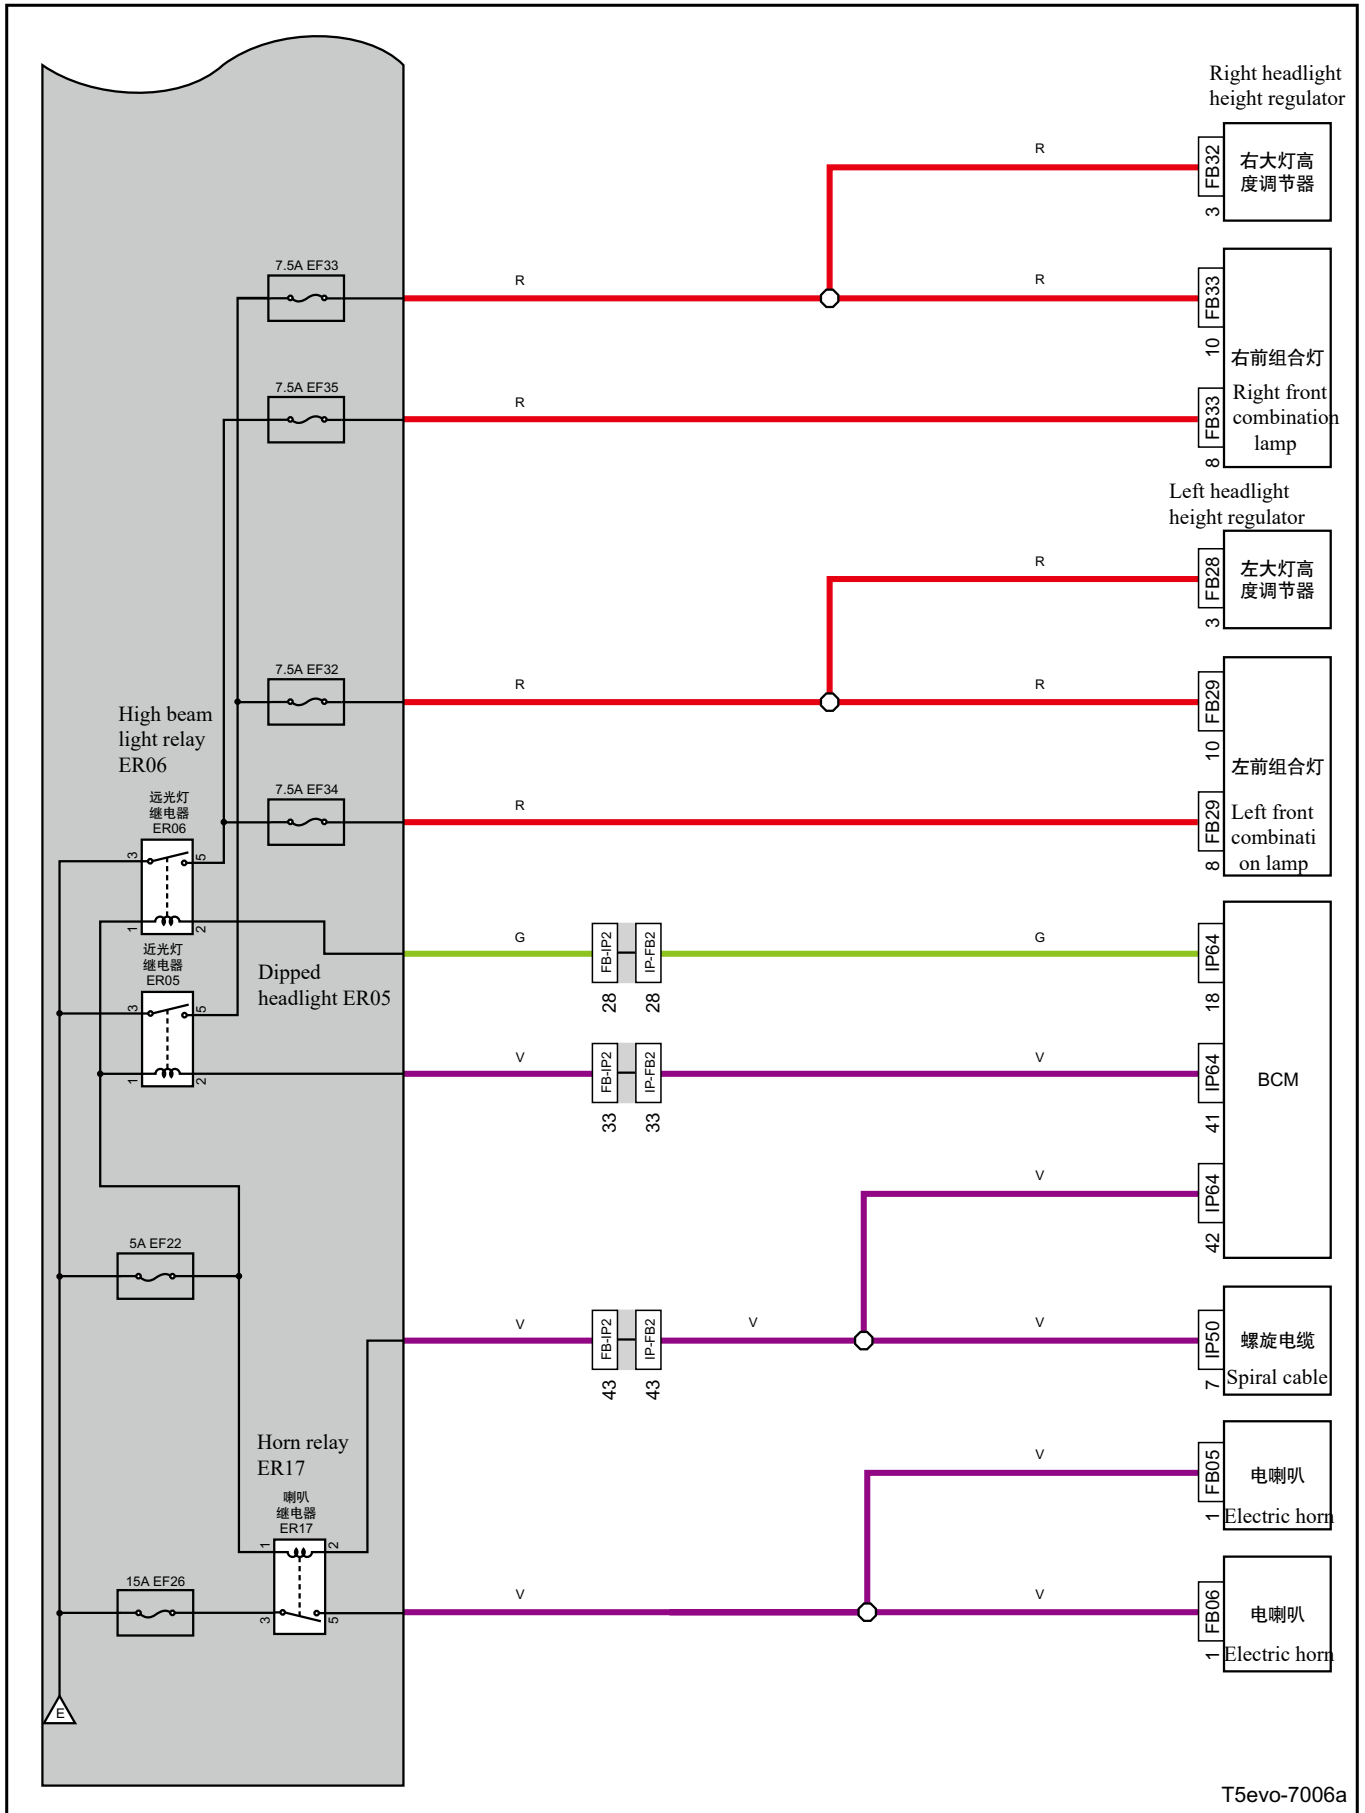 Right headlight
height regulator
R
FB32
3
右大灯高
度调节器
7.5A EF33
R
R
FB33
10
右前组合灯
7.5A EF35
R
FB33
8
Right front
combination
lamp
Left headlight
height regulator
R
FB28
3
左大灯高
度调节器
7.5A EF32
R
R
FB29
10
左前组合灯
High beam
light relay
ER06
远光灯
继电器
ER06
3
5
1
2
7.5A EF34
R
FB29
8
Left front
combinati
on lamp
近光灯
继电器
ER05
3
5
1
2
Dipped
headlight ER05
G
FB-IP2
IP-FB2
28
28
G
IP64
18
V
FB-IP2
IP-FB2
33
33
V
IP64
41
BCM
V
IP64
42
5A EF22
V
FB-IP2
IP-FB2
43
43
V
V
IP50
7
螺旋电缆
Spiral cable
Horn relay
ER17
喇叭
继电器
ER17
1
2
3
5
V
FB05
1
电喇叭
Electric horn
15A EF26
V
V
FB06
1
电喇叭
Electric horn
E
T5evo-7006a